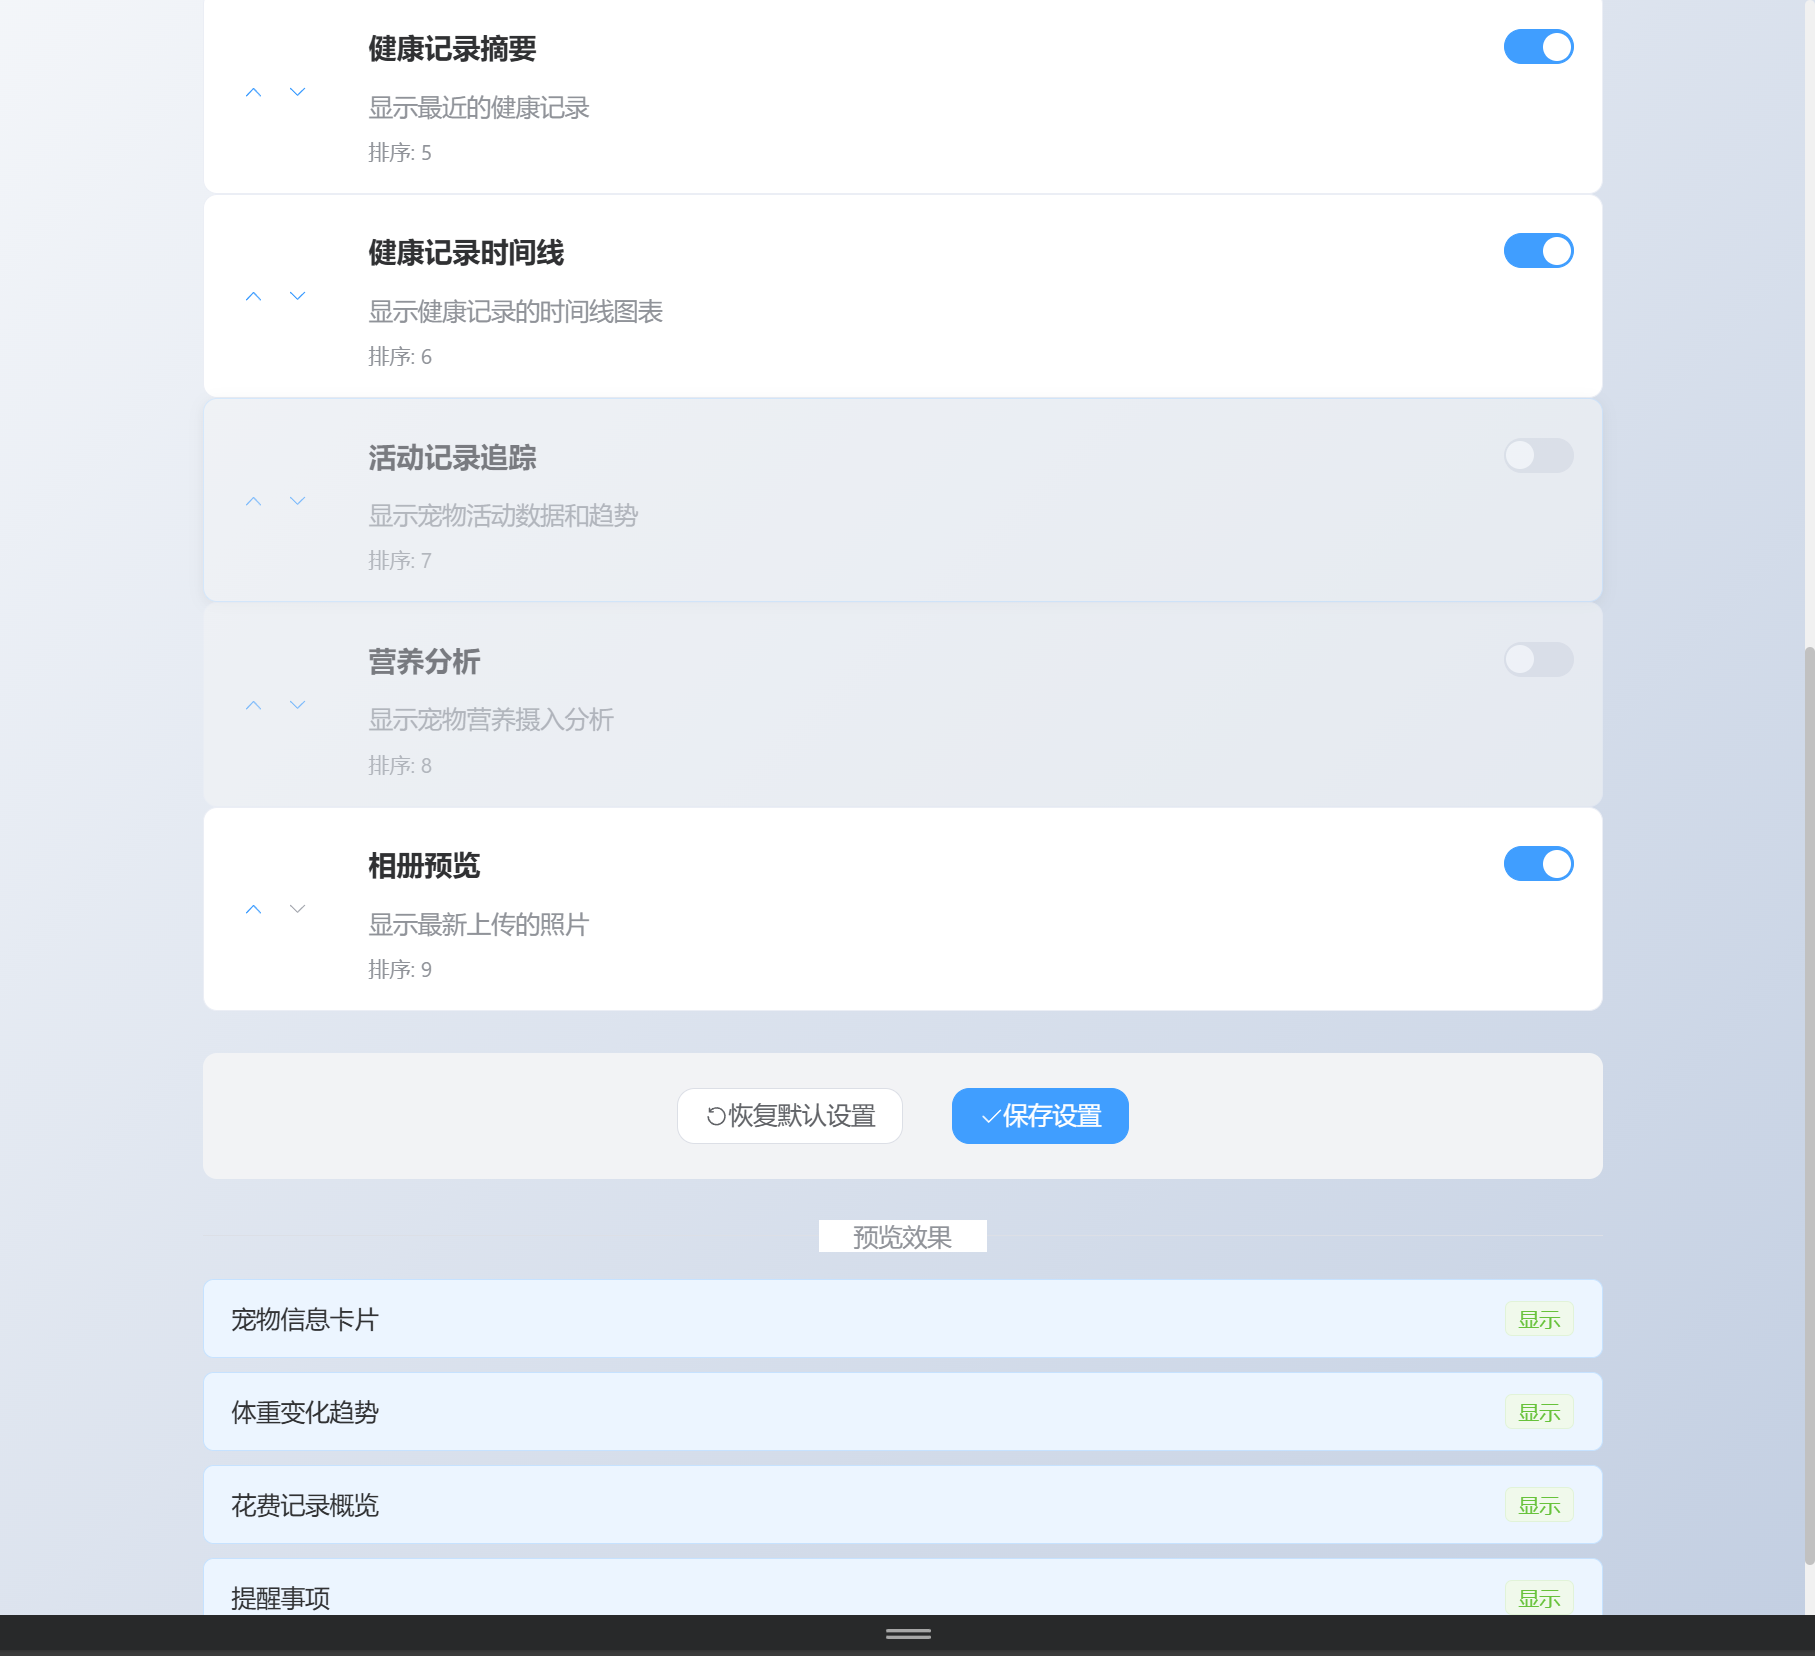 健康记录摘要
显示最近的健康记录
排序: 5
健康记录时间线
显示健康记录的时间线图表
排序: 6
活动记录追踪
显示宠物活动数据和趋势
排序: 7
营养分析
显示宠物营养摄入分析
排序: 8
相册预览
显示最新上传的照片
排序: 9
恢复默认设置 保存设置
预览效果
宠物信息卡片 显示
体重变化趋势 显示
花费记录概览 显示
提醒事项 显示